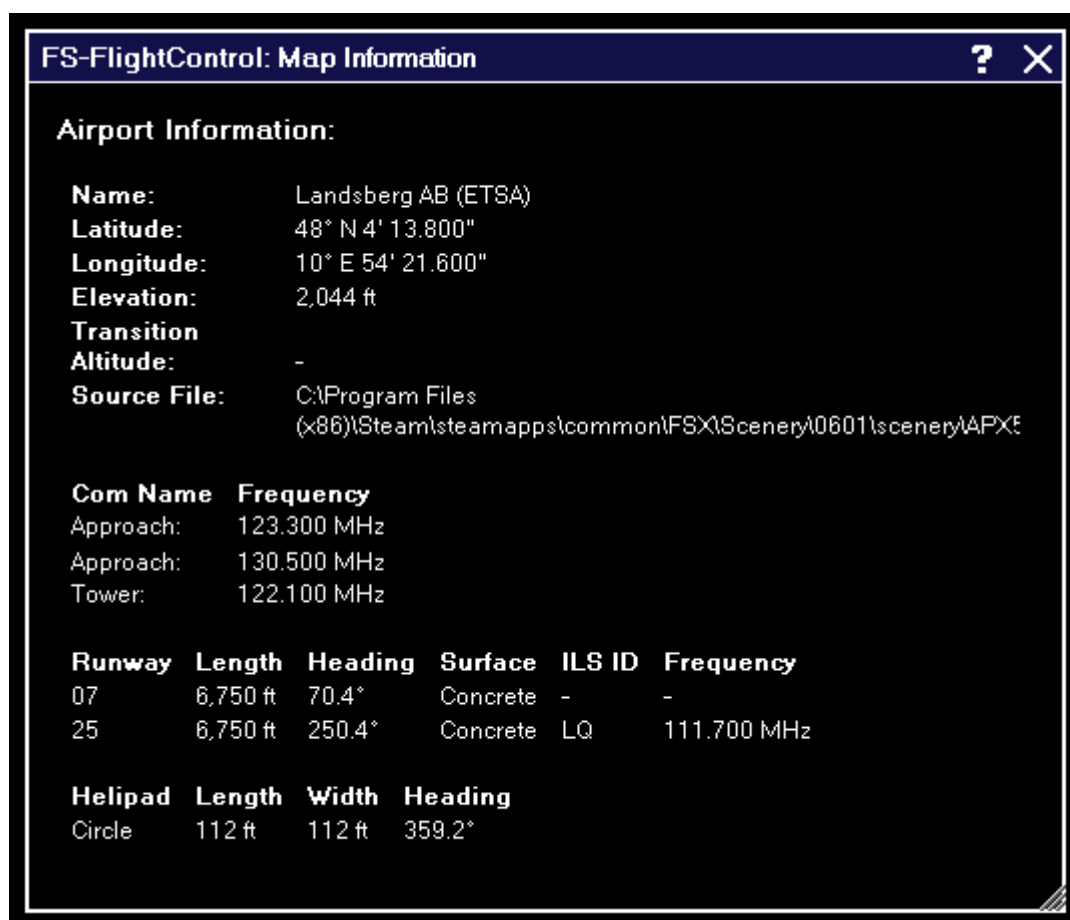 FS-FlightControl: Map Information ? X
Airport Information:
Name: Landsberg AB (ETSA)
Latitude: 48° N 4' 13.800"
Longitude: 10° E 54' 21.600"
Elevation: 2,044 ft
Transition
Altitude: -
Source File: C:\Program Files
(x86)\Steam\steamapps\common\FSX\Scenery\0601\scenery\APX5
Com Name Frequency
Approach: 123.300 MHz
Approach: 130.500 MHz
Tower: 122.100 MHz
Runway Length Heading Surface ILS ID Frequency
07 6,750 ft 70.4° Concrete - -
25 6,750 ft 250.4° Concrete LQ 111.700 MHz
Helipad Length Width Heading
Circle 112 ft 112 ft 359.2°